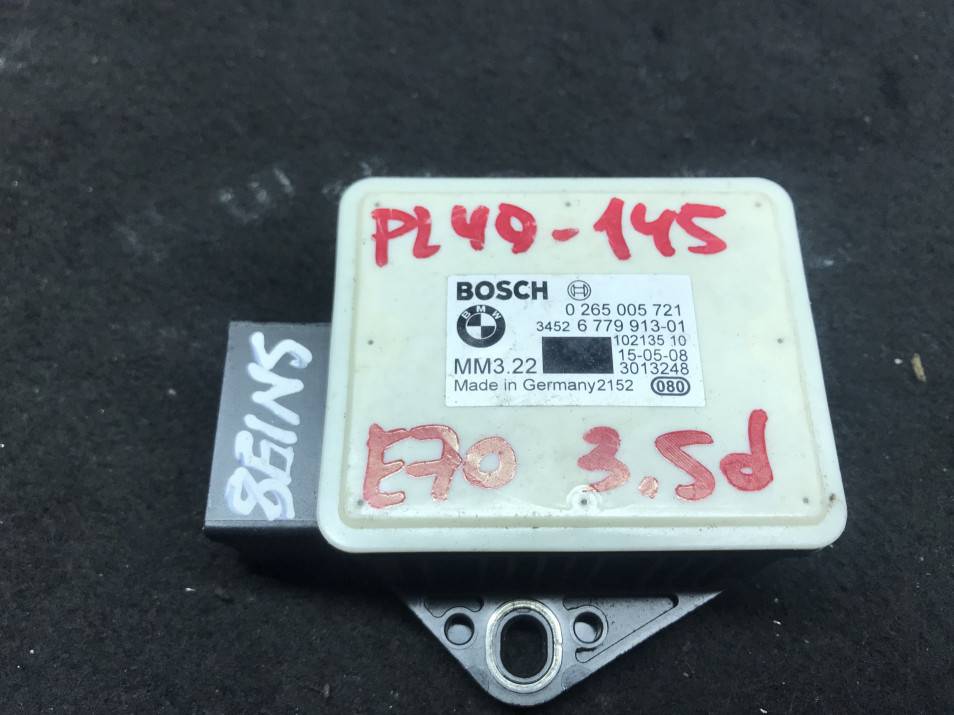 PL49-145
BOSCH
BMW
0 265 005 721
3452 6 779 913-01
102135 10
MM3.22
15-05-08
3013248
Made in Germany2152
080
E70 3.5d